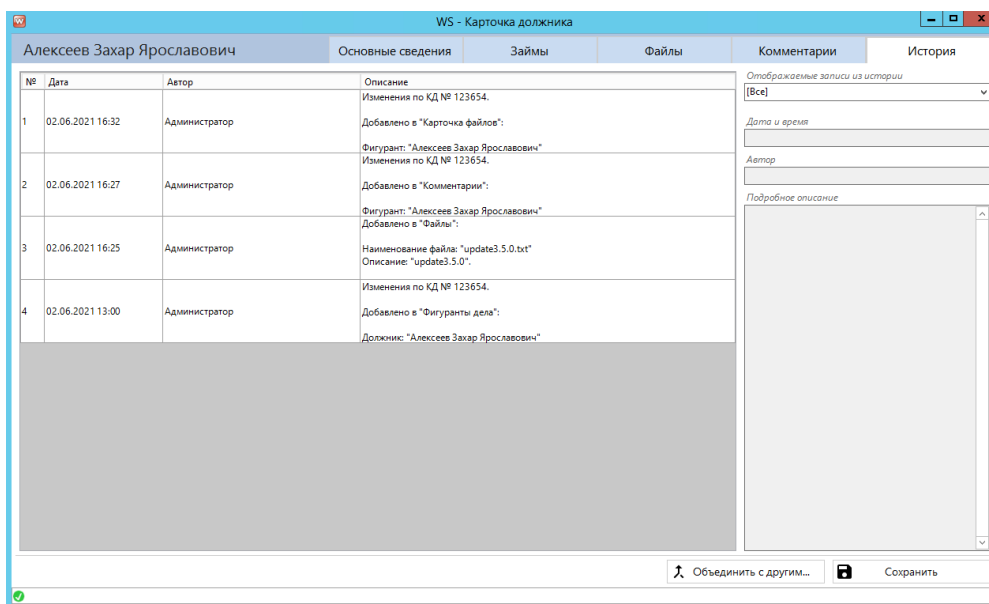 WS - Карточка должника
Алексеев Захар Ярославович
Основные сведения
Займы
Файлы
Комментарии
История
№ Дата Автор Описание
1 02.06.2021 16:32 Администратор
Изменения по КД № 123654.
Добавлено в "Карточка файлов":
Фигурант: "Алексеев Захар Ярославович"
2 02.06.2021 16:27 Администратор
Изменения по КД № 123654.
Добавлено в "Комментарии":
Фигурант: "Алексеев Захар Ярославович"
3 02.06.2021 16:25 Администратор
Добавлено в "Файлы":
Наименование файла: "update3.5.0.txt"
Описание: "update3.5.0".
4 02.06.2021 13:00 Администратор
Изменения по КД № 123654.
Добавлено в "Фигуранты дела":
Должник: "Алексеев Захар Ярославович"
Отображаемые записи из истории
[Все]
Дата и время
Автор
Подробное описание
Объединить с другим...
Сохранить